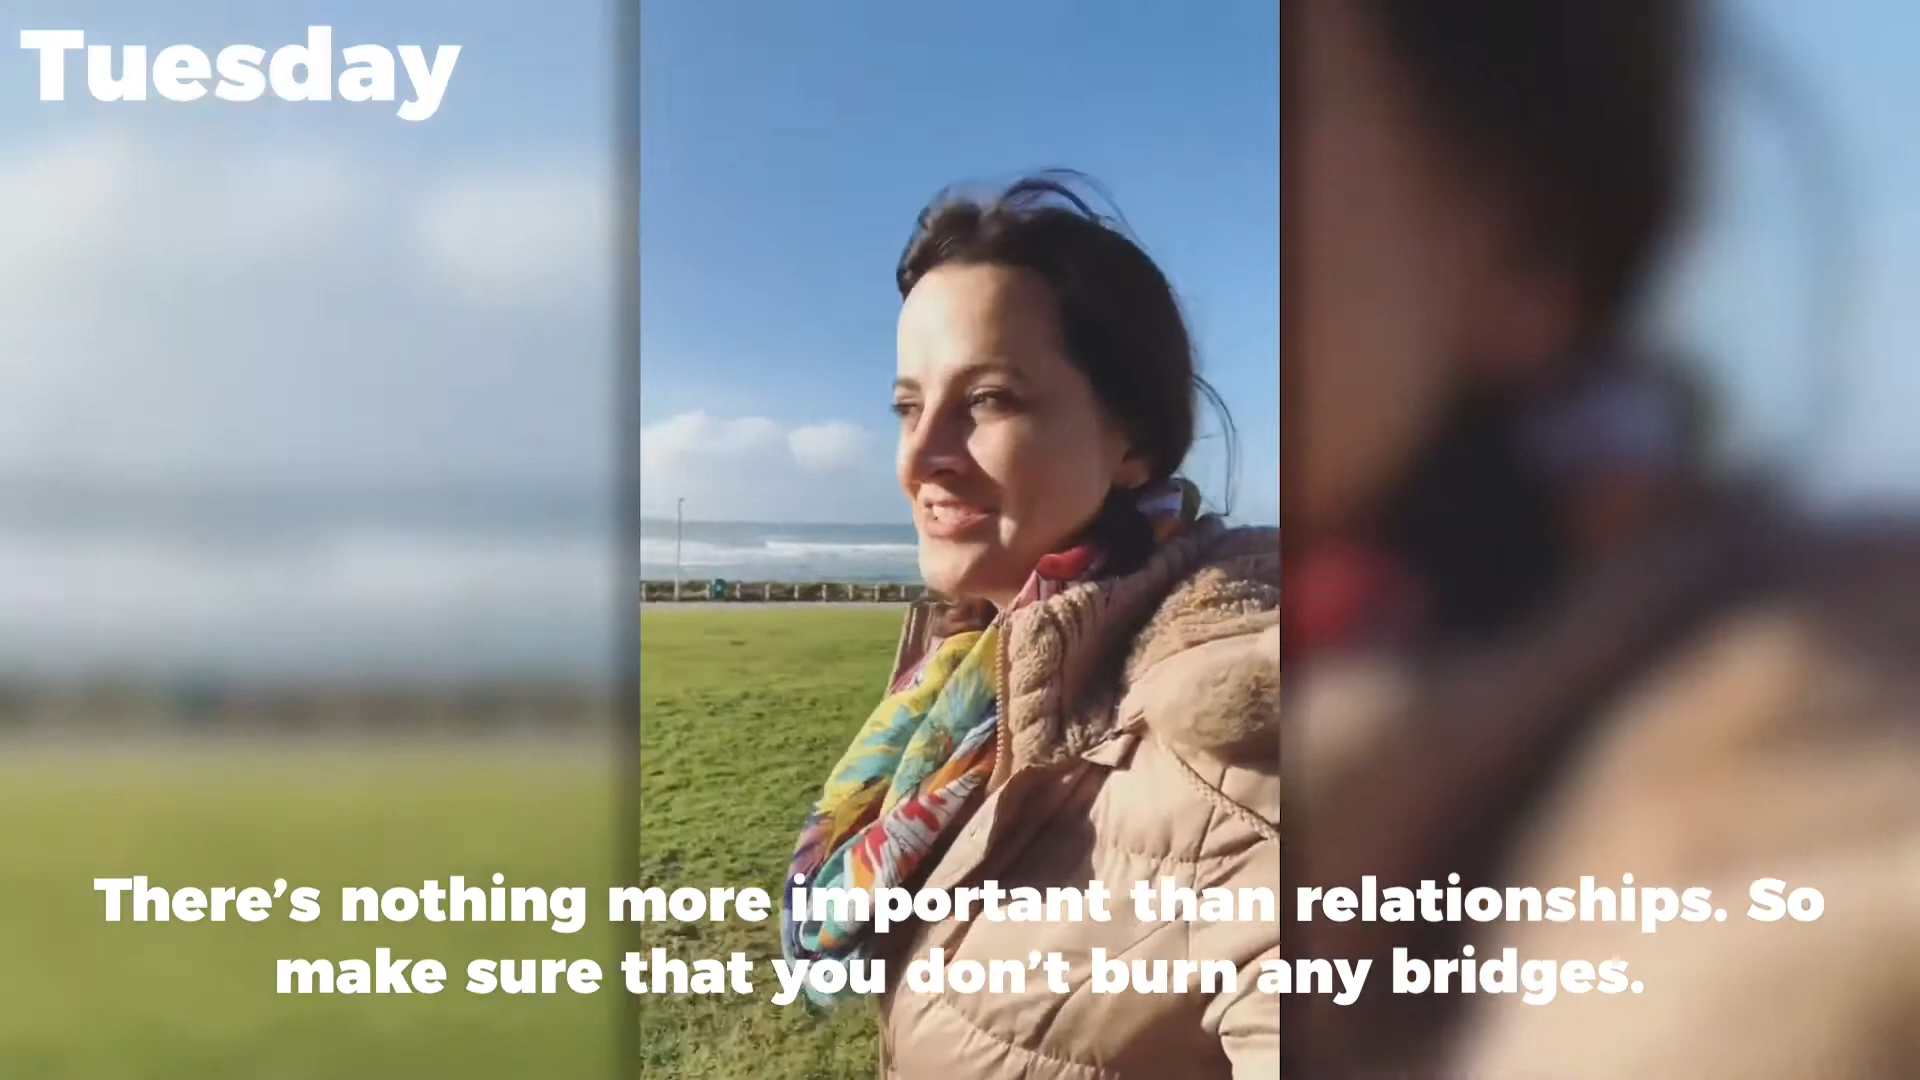 Tuesday
There's nothing more important than relationships. So
make sure that you don't burn any bridges.